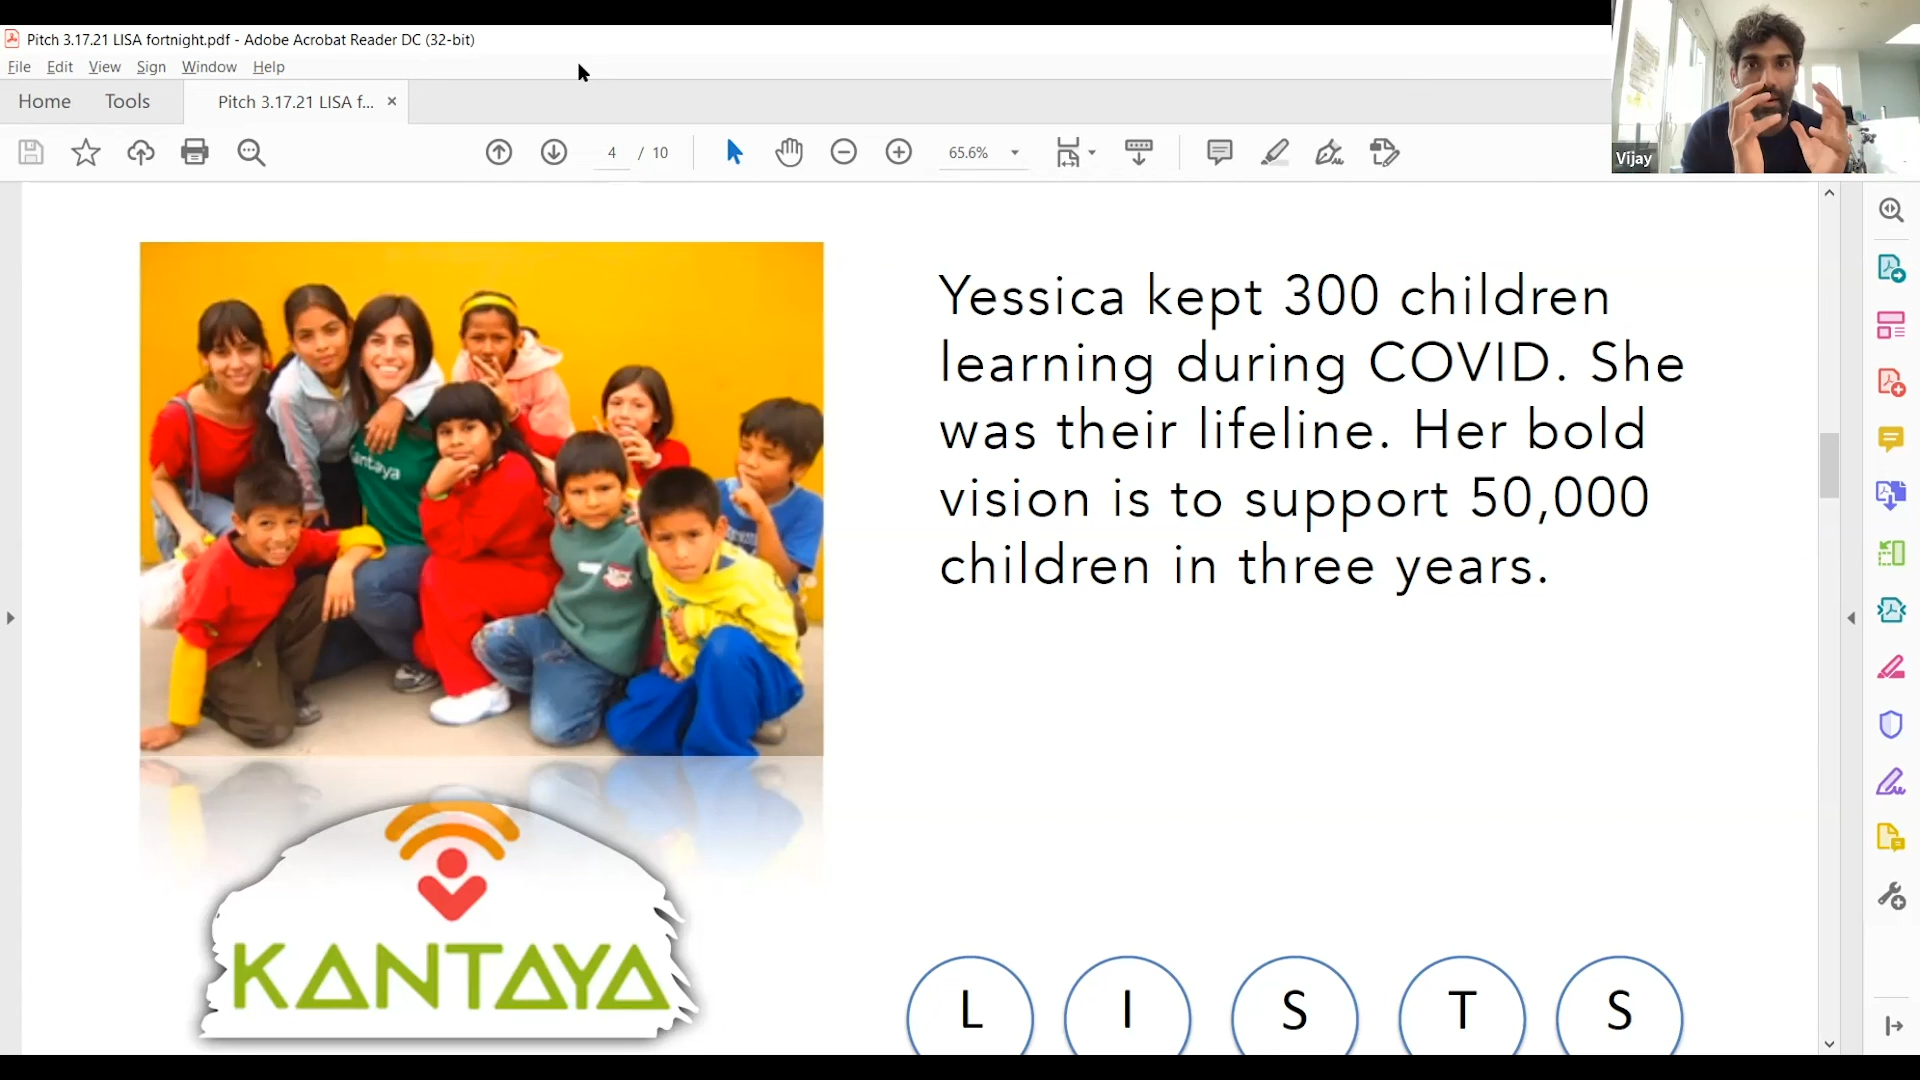 Pitch 3.17.21 LISA fortnight.pdf - Adobe Acrobat Reader DC (32-bit)
File Edit View Sign Window Help
Home Tools Pitch 3.17.21 LISA f... ×
4 / 10 65.6%
Vijay
Yessica kept 300 children
learning during COVID. She
was their lifeline. Her bold
vision is to support 50,000
children in three years.
kantaya
KANTAYA
L I S T S